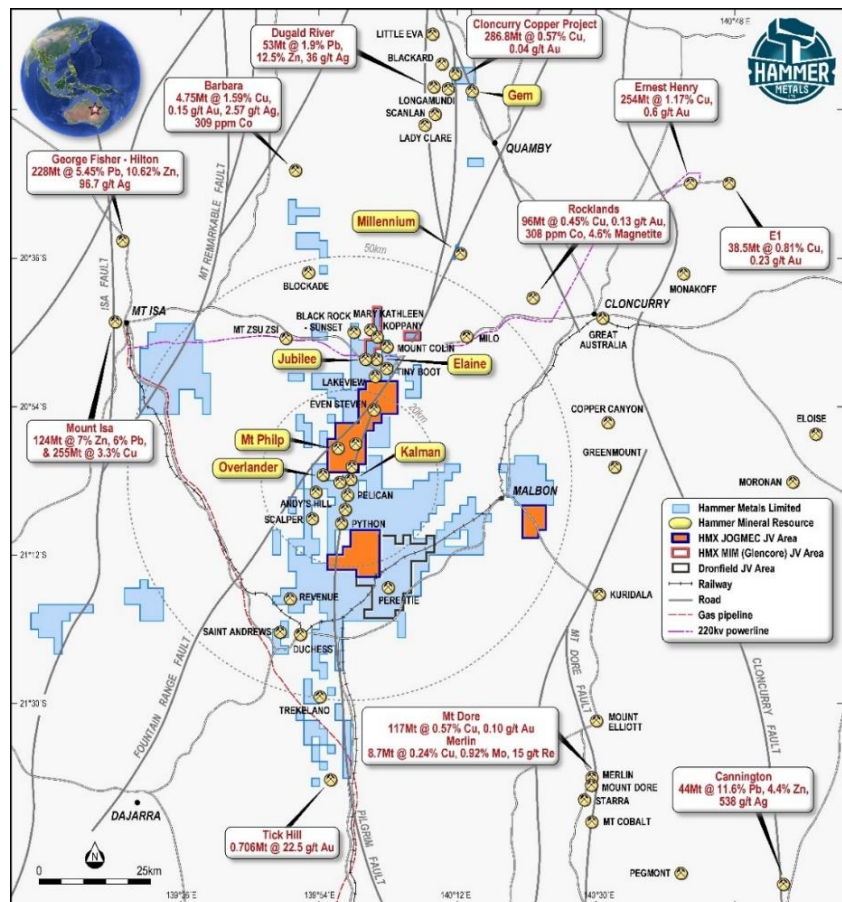 140°48'E
Cloncurry Copper Project
286.8Mt @ 0.57% Cu,
0.04 g/t Au
Dugald River
53Mt @ 1.9% Pb,
12.5% Zn, 36 g/t Ag
LITTLE EVA
BLACKARD
HAMMER
METALS
LTD
Barbara
4.75Mt @ 1.59% Cu,
0.15 g/t Au, 2.57 g/t Ag,
309 ppm Co
LONGAMUNDI
Gem
SCANLAN
LADY CLARE
Ernest Henry
254Mt @ 1.17% Cu,
0.6 g/t Au
QUAMBY
George Fisher - Hilton
228Mt @ 5.45% Pb, 10.62% Zn,
96.7 g/t Ag
MT REMARKABLE FAULT
Millennium
Rocklands
96Mt @ 0.45% Cu, 0.13 g/t Au,
308 ppm Co, 4.6% Magnetite
E1
38.5Mt @ 0.81% Cu,
0.23 g/t Au
20°36'S
50km
ISA FAULT
BLOCKADE
MONAKOFF
MT ISA
BLACK ROCK
- SUNSET
MARY KATHLEEN
KOPPANY
CLONCURRY
MT ZSU ZSI
MOUNT COLIN
MILO
GREAT
AUSTRALIA
Jubilee
Elaine
TINY BOOT
LAKEVIEW
20°54'S
EVEN STEVEN
20km
COPPER CANYON
ELOISE
Mount Isa
124Mt @ 7% Zn, 6% Pb,
& 255Mt @ 3.3% Cu
Mt Philp
Kalman
GREENMOUNT
Overlander
MORONAN
ANDY'S HILL
PELICAN
MALBON
SCALPER
PYTHON
Hammer Metals Limited
Hammer Mineral Resource
HMX JOGMEC JV Area
HMX MIM (Glencore) JV Area
Dronfield JV Area
Railway
Road
Gas pipeline
220kv powerline
21°12'S
REVENUE
PERENTIE
KURIDALA
SAINT ANDREWS
DUCHESS
FOUNTAIN RANGE FAULT
MT DORE FAULT
CLONCURRY FAULT
21°30'S
TREKELANO
Mt Dore
117Mt @ 0.57% Cu, 0.10 g/t Au
Merlin
8.7Mt @ 0.24% Cu, 0.92% Mo, 15 g/t Re
MOUNT
ELLIOTT
MERLIN
MOUNT DORE
STARRA
Cannington
44Mt @ 11.6% Pb, 4.4% Zn,
538 g/t Ag
DAJARRA
Tick Hill
0.706Mt @ 22.5 g/t Au
PILGRIM FAULT
MT COBALT
N
0
25km
PEGMONT
139°36'E
139°54'E
140°12'E
140°30'E